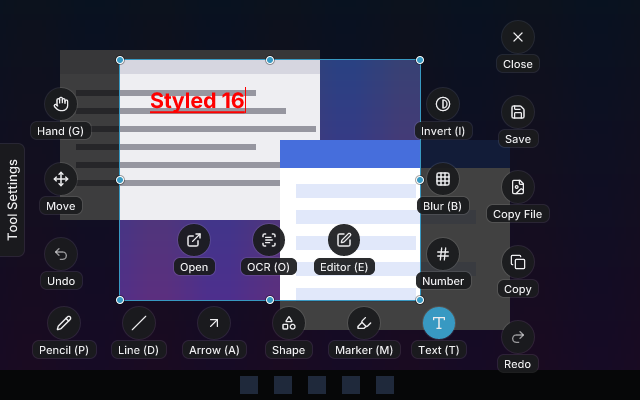 Close
Styled 16
Hand (G)
Invert (I)
Save
Tool Settings
Move
Blur (B)
Copy File
Open
OCR (O)
Editor (E)
Undo
Number
Copy
Pencil (P)
Line (D)
Arrow (A)
Shape
Marker (M)
Text (T)
Redo